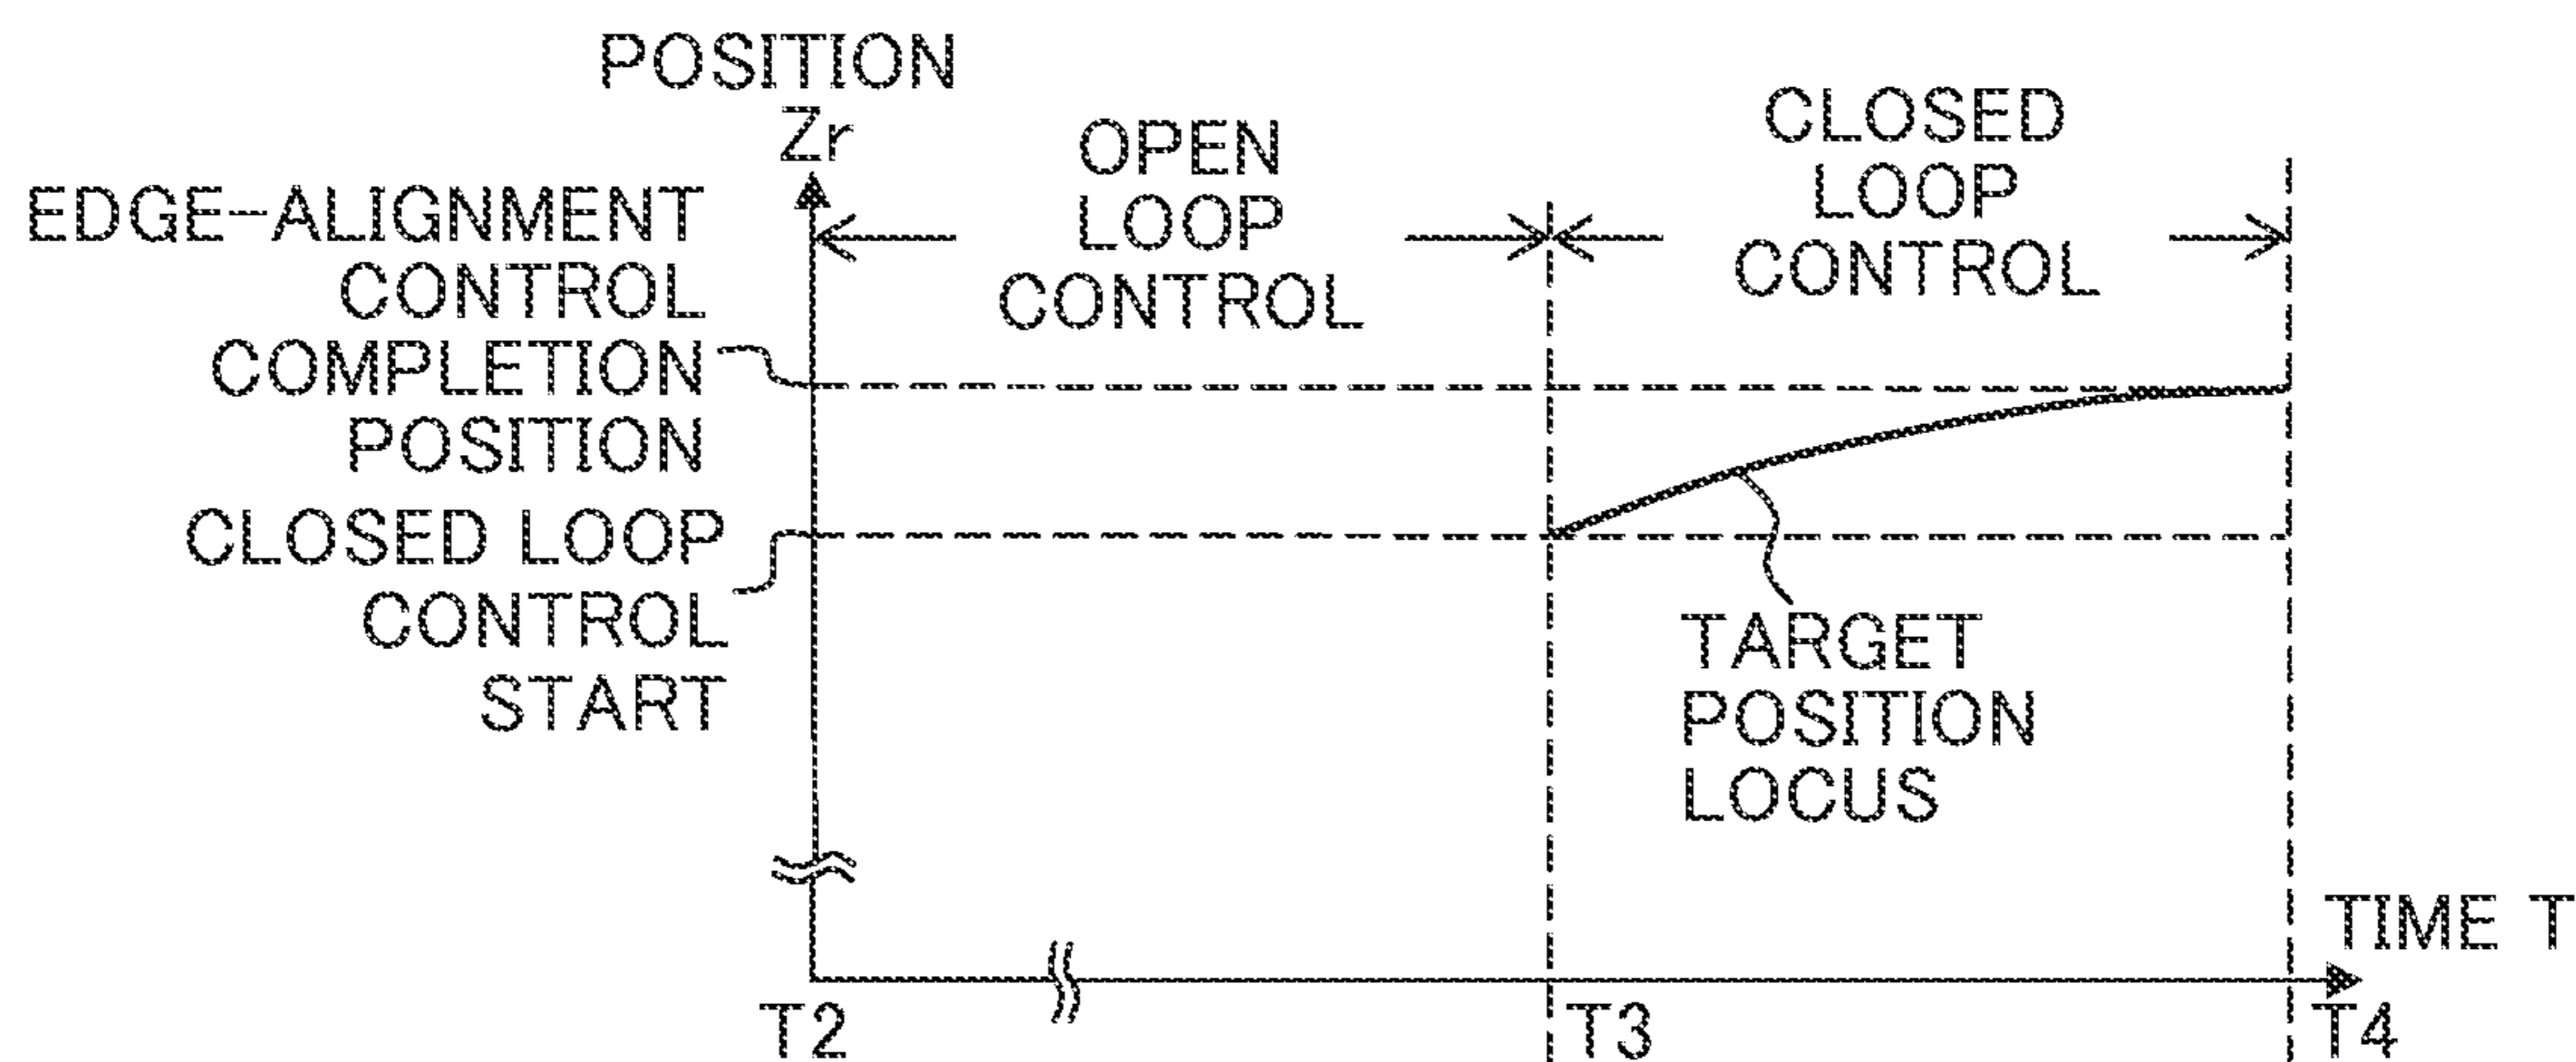 POSITION
Zr
OPEN
LOOP
CONTROL
CLOSED
LOOP
CONTROL
EDGE-ALIGNMENT
CONTROL
COMPLETION
POSITION
CLOSED LOOP
CONTROL
START
TARGET
POSITION
LOCUS
TIME T
T2
T3
T4